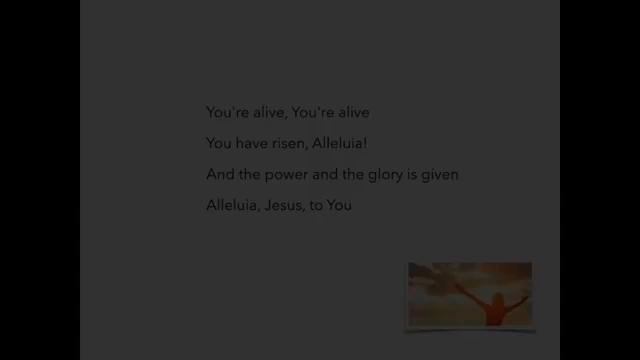 You're alive, You're alive
You have risen, Alleluia!
And the power and the glory is given
Alleluia, Jesus, to You